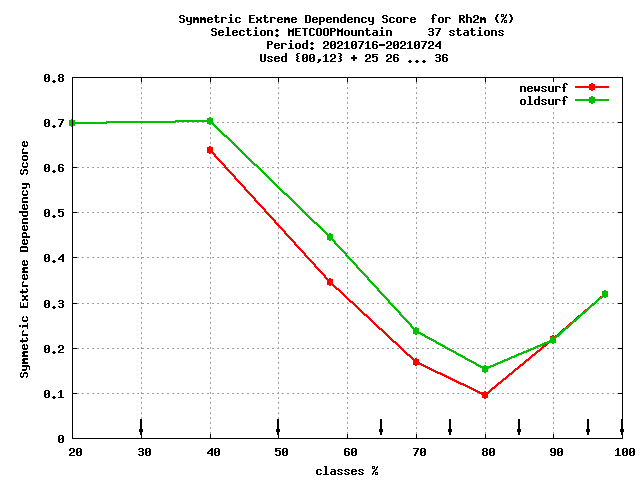 Symmetric Extreme Dependency Score  for Rh2m (%)
Selection: METCOOPMountain     37 stations
Period: 20210716-20210724
Used {00,12} + 25 26 ... 36
newsurf
oldsurf
Symmetric Extreme Dependency Score
0.8
0.7
0.6
0.5
0.4
0.3
0.2
0.1
0
20 30 40 50 60 70 80 90 100
classes %